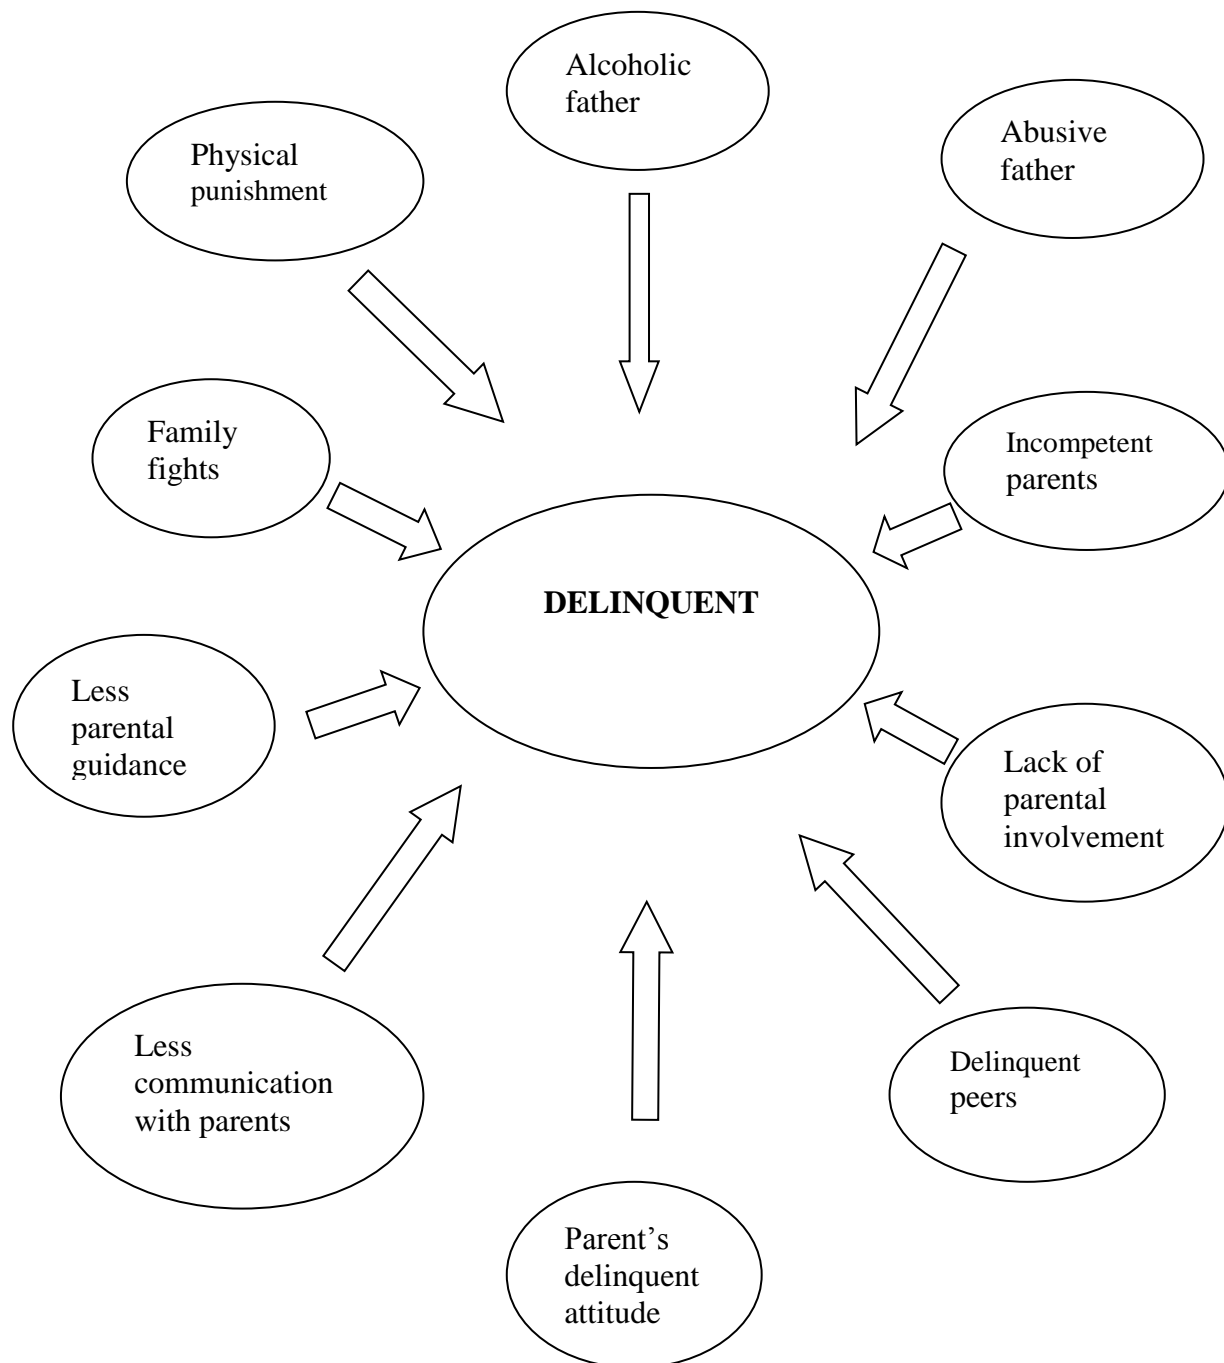 Alcoholic
father
Physical
punishment
Abusive
father
Family
fights
Incompetent
parents
DELINQUENT
Less
parental
guidance
Lack of
parental
involvement
Less
communication
with parents
Delinquent
peers
Parent’s
delinquent
attitude